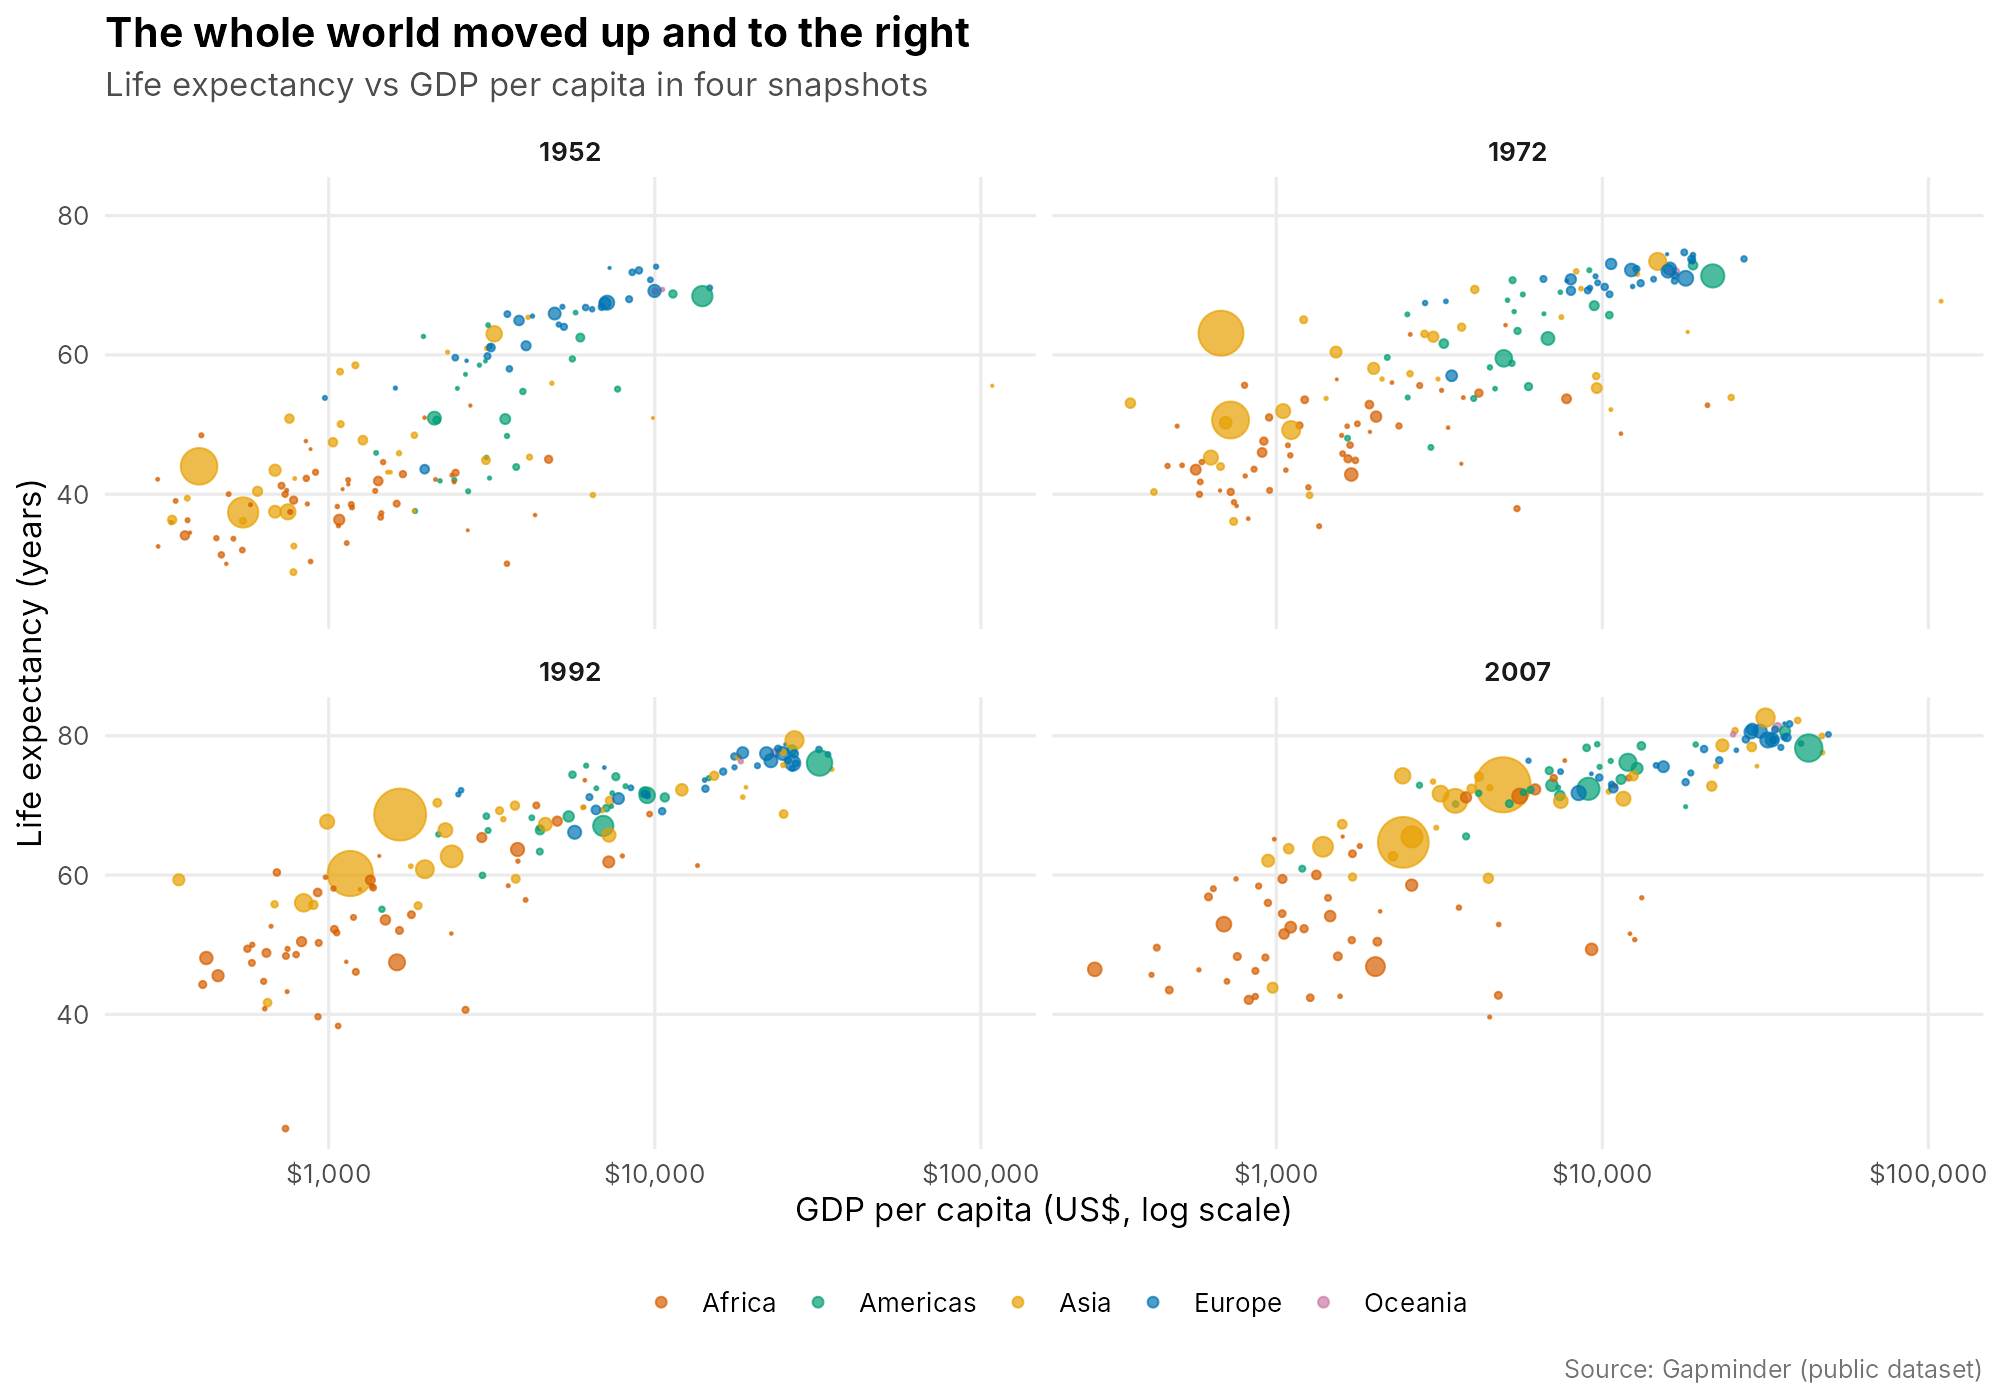 The whole world moved up and to the right
Life expectancy vs GDP per capita in four snapshots
1952
1972
80
60
40
1992
2007
80
60
40
Life expectancy (years)
$1,000
$10,000
$100,000
$1,000
$10,000
$100,000
GDP per capita (US$, log scale)
Africa
Americas
Asia
Europe
Oceania
Source: Gapminder (public dataset)